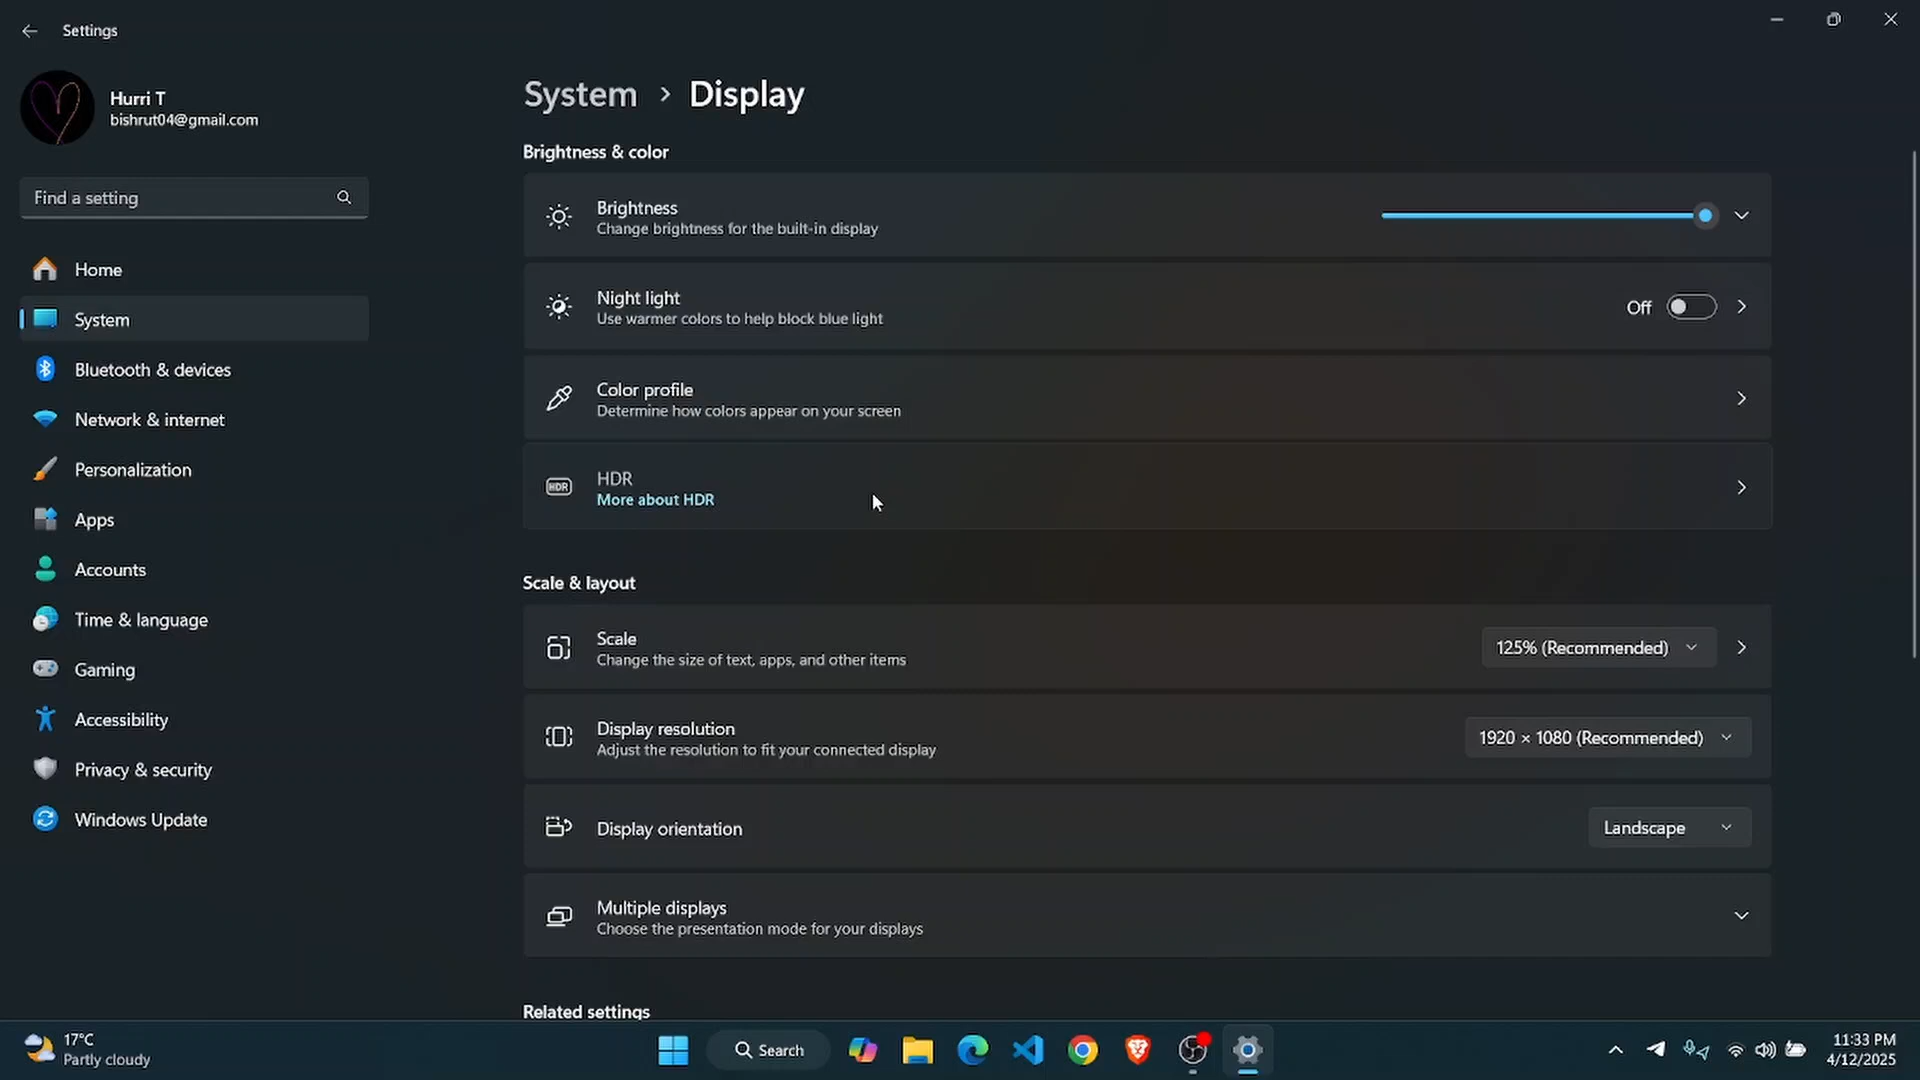 Settings
Hurri T
bishrut04@gmail.com
Find a setting
Home
System
Bluetooth & devices
Network & internet
Personalization
Apps
Accounts
Time & language
Gaming
Accessibility
Privacy & security
Windows Update
System > Display
Brightness & color
Brightness
Change brightness for the built-in display
Night light
Use warmer colors to help block blue light
Off
Color profile
Determine how colors appear on your screen
HDR
HDR
More about HDR
Scale & layout
Scale
Change the size of text, apps, and other items
125% (Recommended)
Display resolution
Adjust the resolution to fit your connected display
1920 × 1080 (Recommended)
Display orientation
Landscape
Multiple displays
Choose the presentation mode for your displays
Related settings
17°C
Partly cloudy
Search
11:33 PM
4/12/2025